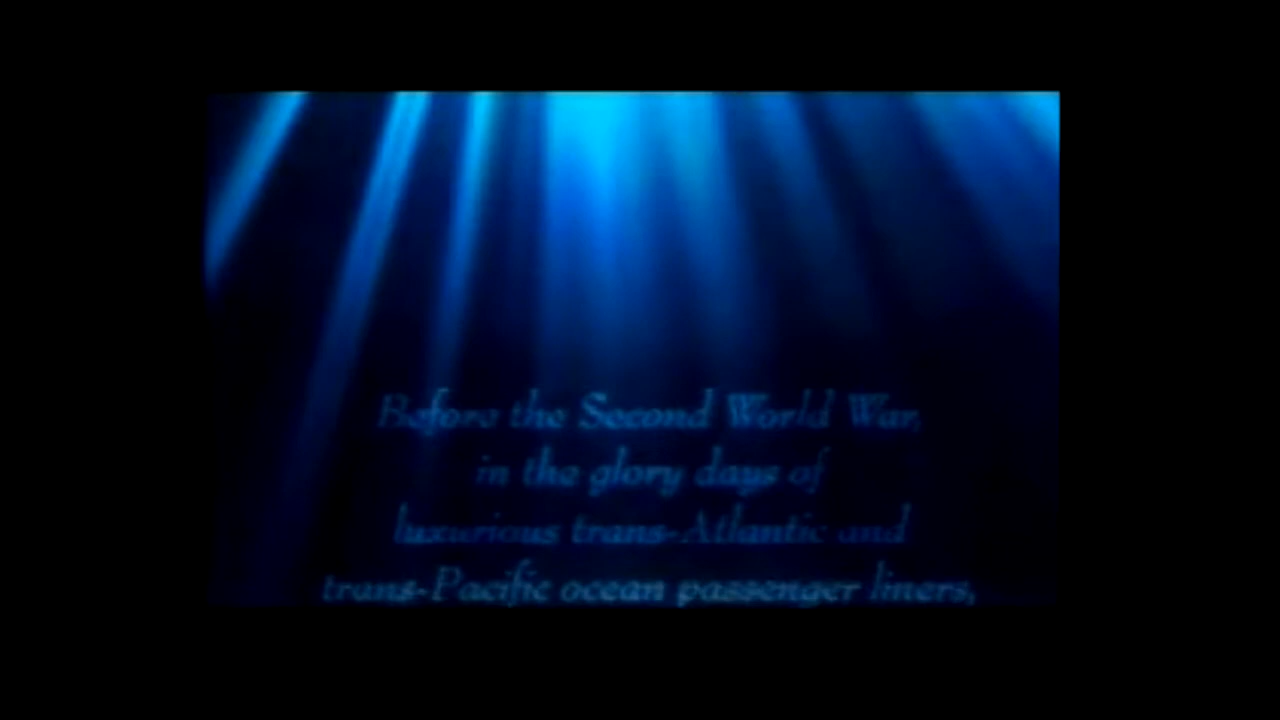 Before the Second World War,
in the glory days of
luxurious trans-Atlantic and
trans-Pacific ocean passenger liners,